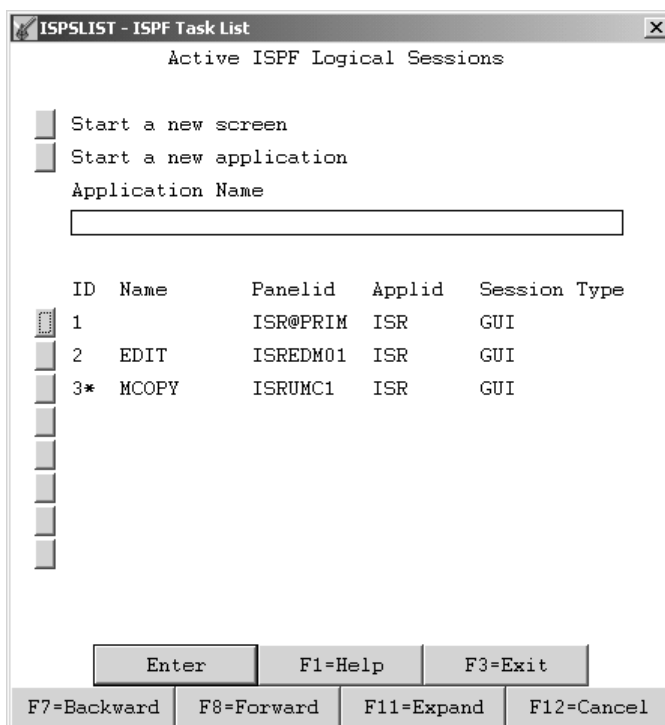 ISPSLIST - ISPF Task List
Active ISPF Logical Sessions
Start a new screen
Start a new application
Application Name
ID Name Panelid Applid Session Type
1 ISR@PRIM ISR GUI
2 EDIT ISREDM01 ISR GUI
3* MCOPY ISRUMC1 ISR GUI
Enter F1=Help F3=Exit
F7=Backward F8=Forward F11=Expand F12=Cancel